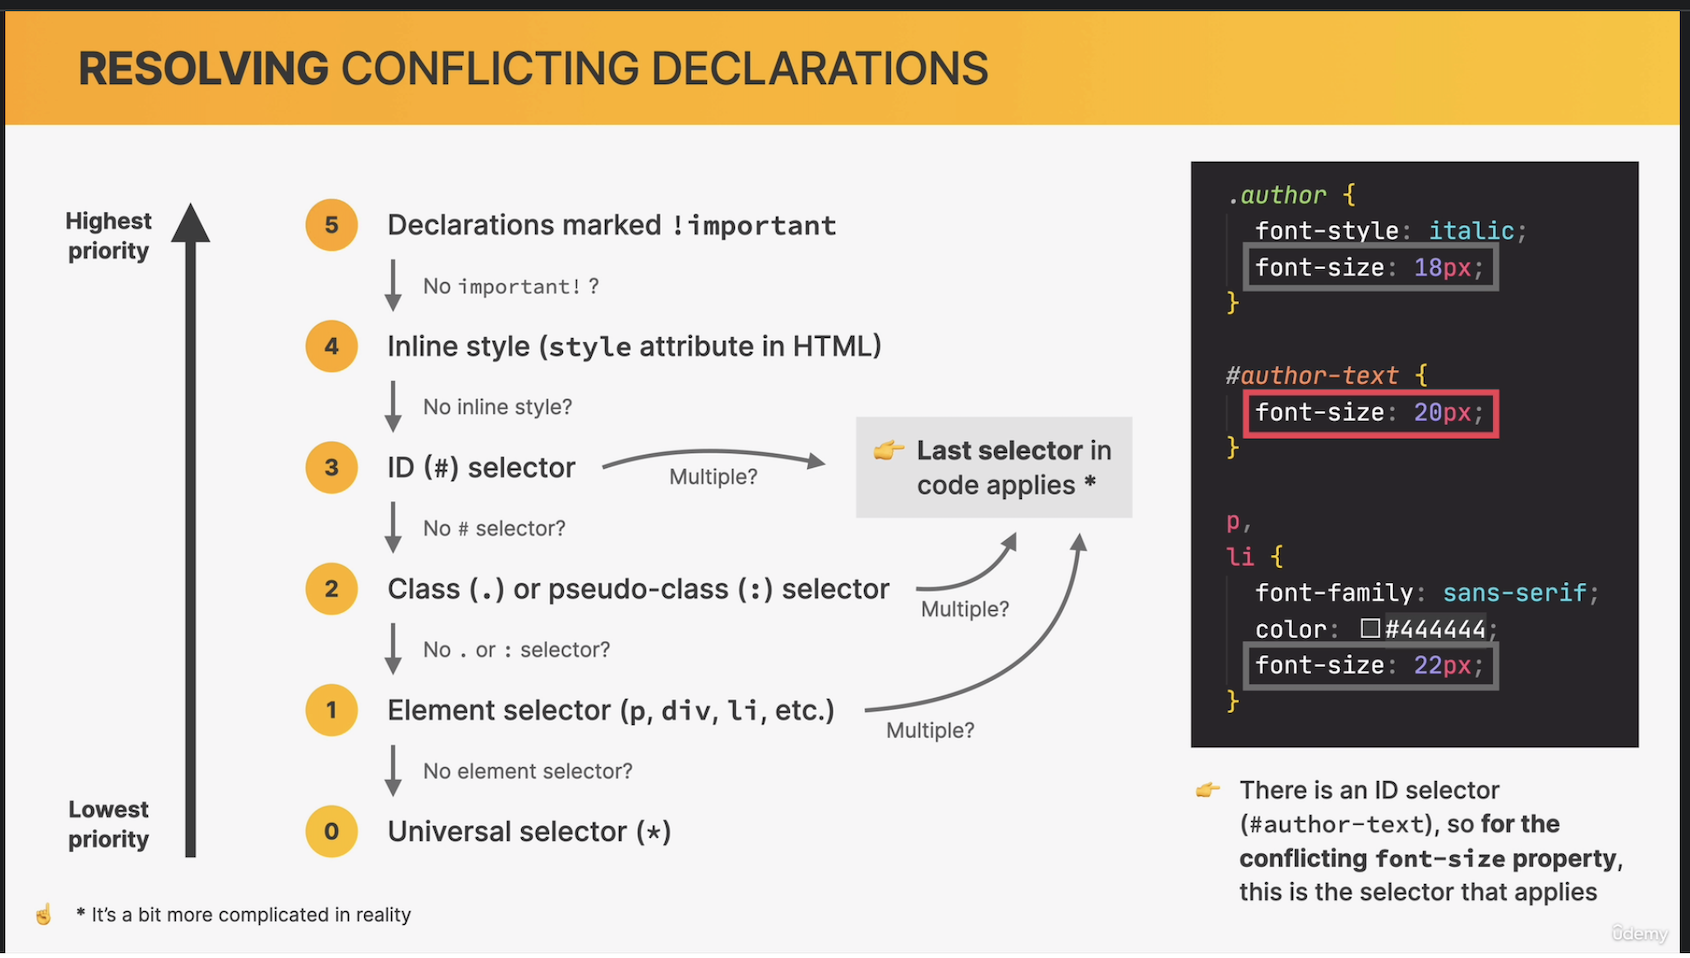 RESOLVING CONFLICTING DECLARATIONS
Highest
priority
Lowest
priority
5
Declarations marked !important
No important! ?
4
Inline style (style attribute in HTML)
No inline style?
3
ID (#) selector
Multiple?
No # selector?
2
Class (.) or pseudo-class (:) selector
Multiple?
No . or : selector?
1
Element selector (p, div, li, etc.)
Multiple?
No element selector?
0
Universal selector (*)
👉 Last selector in
code applies *
☝️ * It's a bit more complicated in reality
.author {
font-style: italic;
font-size: 18px;
}
#author-text {
font-size: 20px;
}
p,
li {
font-family: sans-serif;
color: #444444;
font-size: 22px;
}
👉 There is an ID selector
(#author-text), so for the
conflicting font-size property,
this is the selector that applies
ûdemy